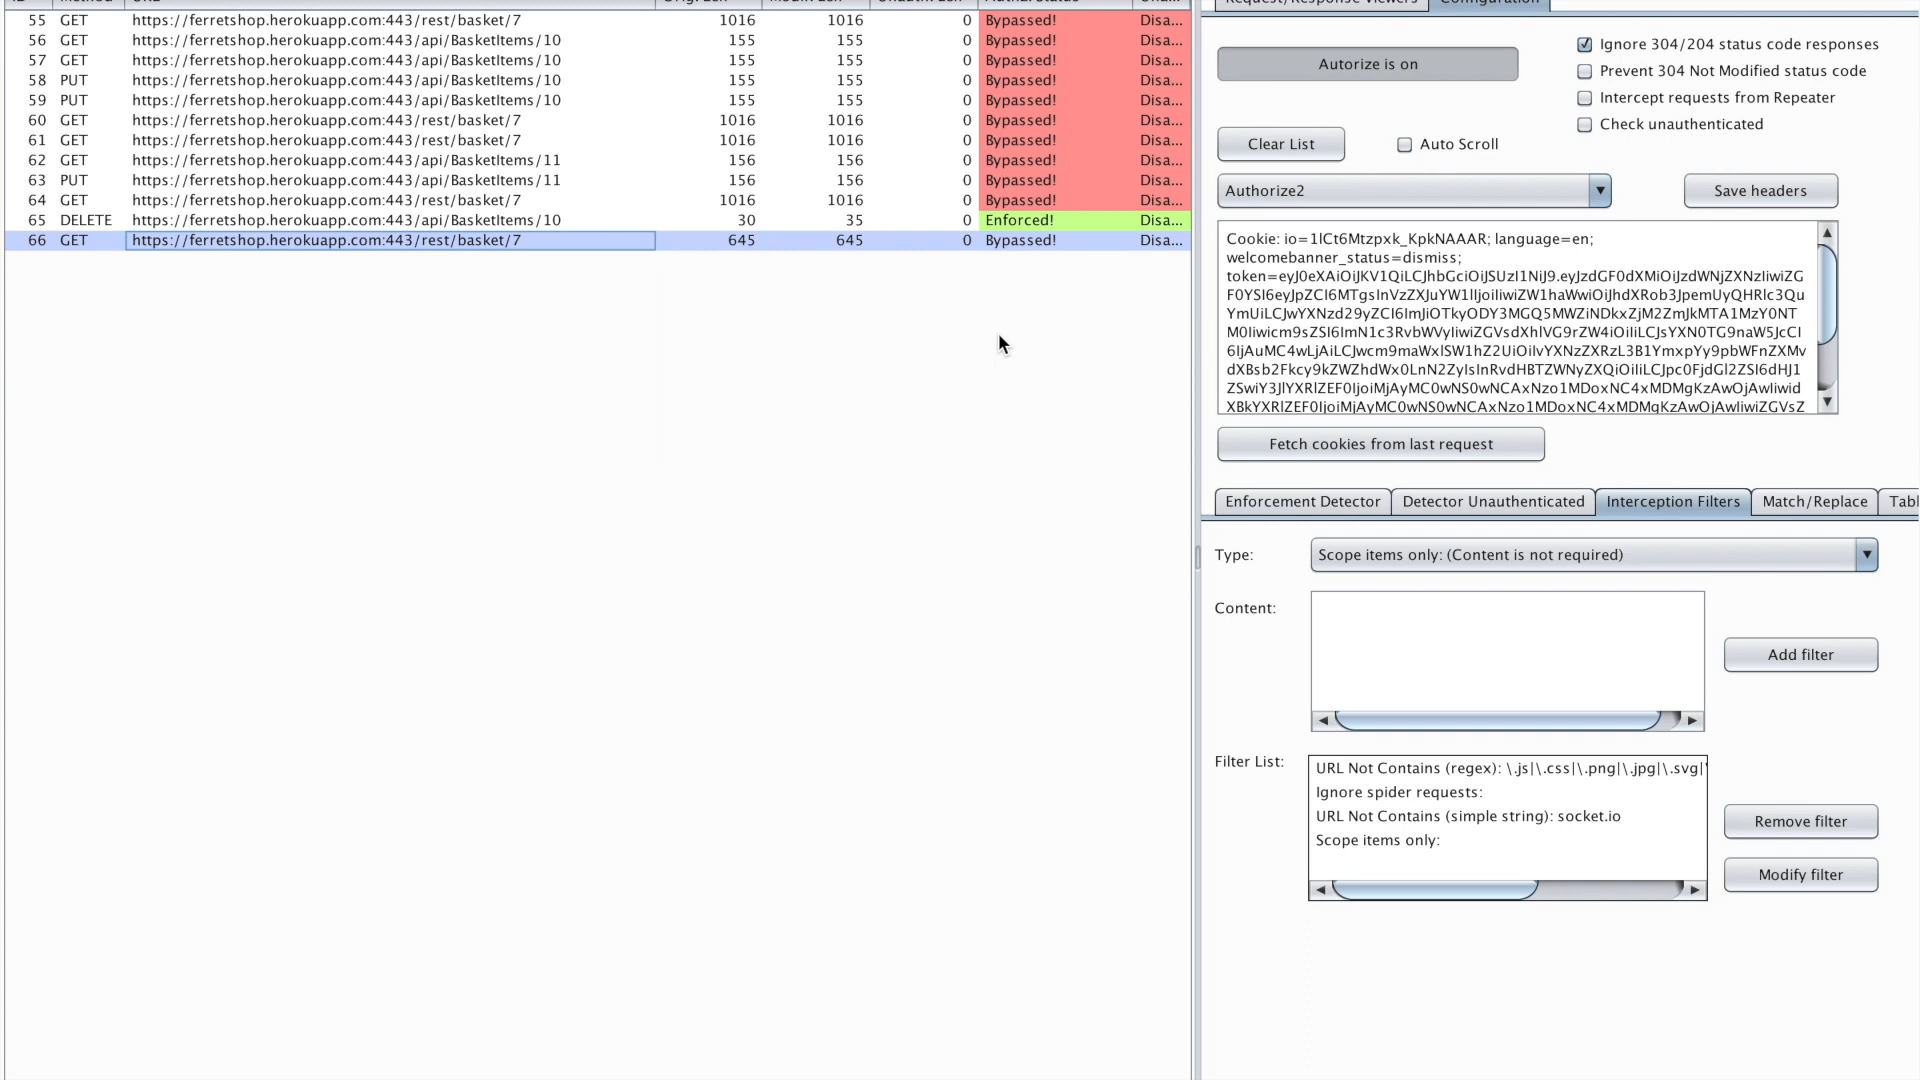 Request/Response Viewers Configuration
55 GET https://ferretshop.herokuapp.com:443/rest/basket/7 1016 1016 0 Bypassed! Disa...
56 GET https://ferretshop.herokuapp.com:443/api/BasketItems/10 155 155 0 Bypassed! Disa...
57 GET https://ferretshop.herokuapp.com:443/api/BasketItems/10 155 155 0 Bypassed! Disa...
58 PUT https://ferretshop.herokuapp.com:443/api/BasketItems/10 155 155 0 Bypassed! Disa...
59 PUT https://ferretshop.herokuapp.com:443/api/BasketItems/10 155 155 0 Bypassed! Disa...
60 GET https://ferretshop.herokuapp.com:443/rest/basket/7 1016 1016 0 Bypassed! Disa...
61 GET https://ferretshop.herokuapp.com:443/rest/basket/7 1016 1016 0 Bypassed! Disa...
62 GET https://ferretshop.herokuapp.com:443/api/BasketItems/11 156 156 0 Bypassed! Disa...
63 PUT https://ferretshop.herokuapp.com:443/api/BasketItems/11 156 156 0 Bypassed! Disa...
64 GET https://ferretshop.herokuapp.com:443/rest/basket/7 1016 1016 0 Bypassed! Disa...
65 DELETE https://ferretshop.herokuapp.com:443/api/BasketItems/10 30 35 0 Enforced! Disa...
66 GET https://ferretshop.herokuapp.com:443/rest/basket/7 645 645 0 Bypassed! Disa...
Autorize is on
Ignore 304/204 status code responses
Prevent 304 Not Modified status code
Intercept requests from Repeater
Check unauthenticated
Clear List
Auto Scroll
Authorize2
Save headers
Cookie: io=1lCt6Mtzpxk_KpkNAAAR; language=en;
welcomebanner_status=dismiss;
Fetch cookies from last request
Enforcement Detector Detector Unauthenticated Interception Filters Match/Replace Tabl
Type: Scope items only: (Content is not required)
Content:
Add filter
Filter List:
URL Not Contains (regex): \.js|\.css|\.png|\.jpg|\.svg|
Ignore spider requests:
URL Not Contains (simple string): socket.io
Scope items only:
Remove filter
Modify filter